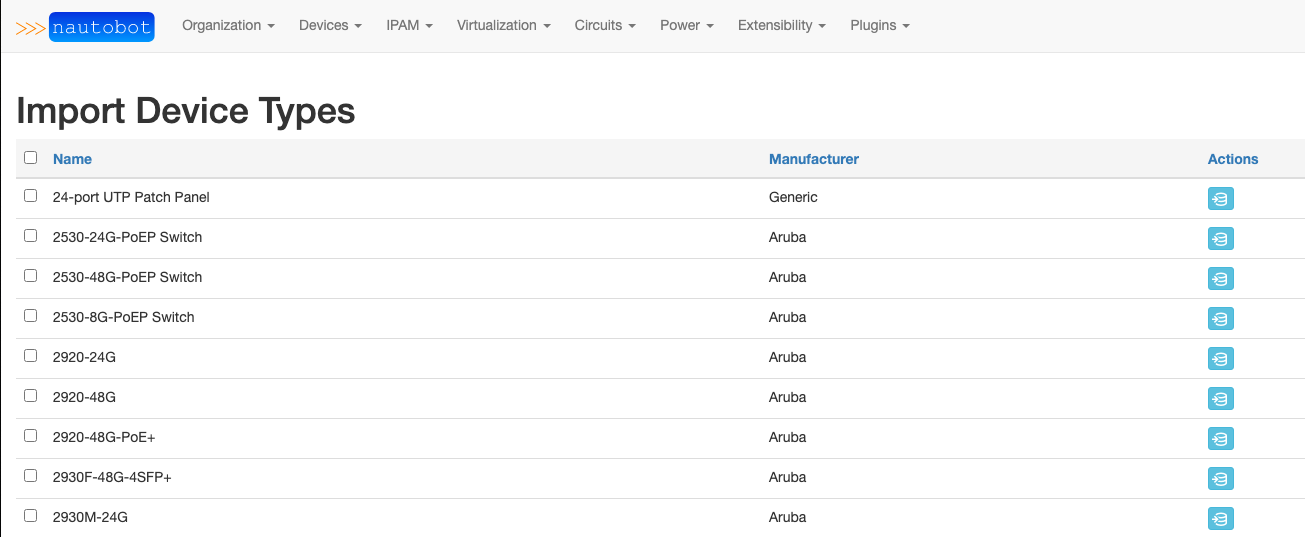 >>> nautobot Organization Devices IPAM Virtualization Circuits Power Extensibility Plugins
Import Device Types
Name Manufacturer Actions
24-port UTP Patch Panel Generic
2530-24G-PoEP Switch Aruba
2530-48G-PoEP Switch Aruba
2530-8G-PoEP Switch Aruba
2920-24G Aruba
2920-48G Aruba
2920-48G-PoE+ Aruba
2930F-48G-4SFP+ Aruba
2930M-24G Aruba